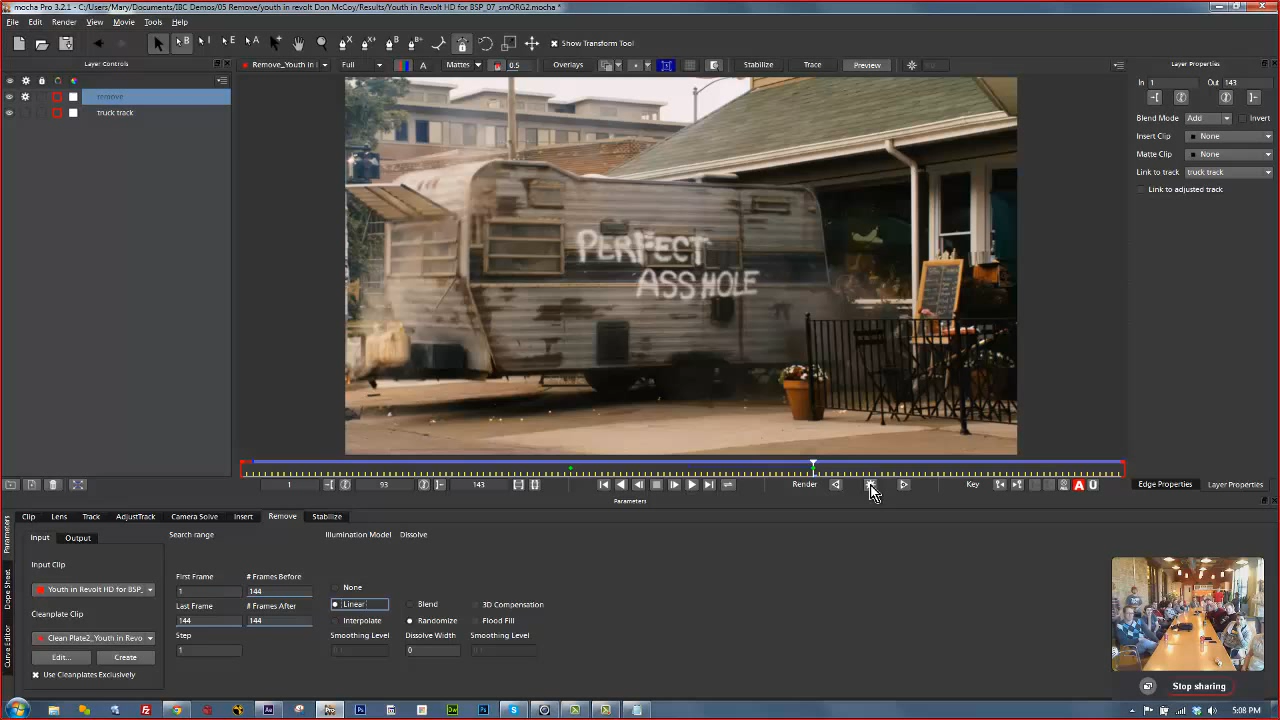 mocha Pro 3.2.1 - C:/Users/Mary/Documents/IBC Demos/05 Remove/youth in revolt Don McCoy/Results/Youth in Revolt HD for BSP_07_smORG2.mocha *
File Edit Render View Movie Tools Help
Show Transform Tool
Layer Controls
Remove_Youth in Full Mattes 0.5 Overlays Stabilize Trace Preview
Layer Properties
In 1 Out 143
remove
truck track
Blend Mode Add Invert
Insert Clip None
Matte Clip None
Link to track truck track
Link to adjusted track
PERFECT
ASSHOLE
1 93 143 Render Key
Edge Properties Layer Properties
Parameters
Clip Lens Track AdjustTrack Camera Solve Insert Remove Stabilize
Parameters
Dope Sheet
Curve Editor
Input Output
Input Clip
Youth in Revolt HD for BSP_
Cleanplate Clip
Clean Plate2_Youth in Revo
Edit... Create
Use Cleanplates Exclusively
Search range
First Frame # Frames Before
1 144
Last Frame # Frames After
144 144
Step
1
Illumination Model Dissolve
None
Linear Blend 3D Compensation
Interpolate Randomize Flood Fill
Smoothing Level Dissolve Width Smoothing Level
0
Stop sharing
5:08 PM